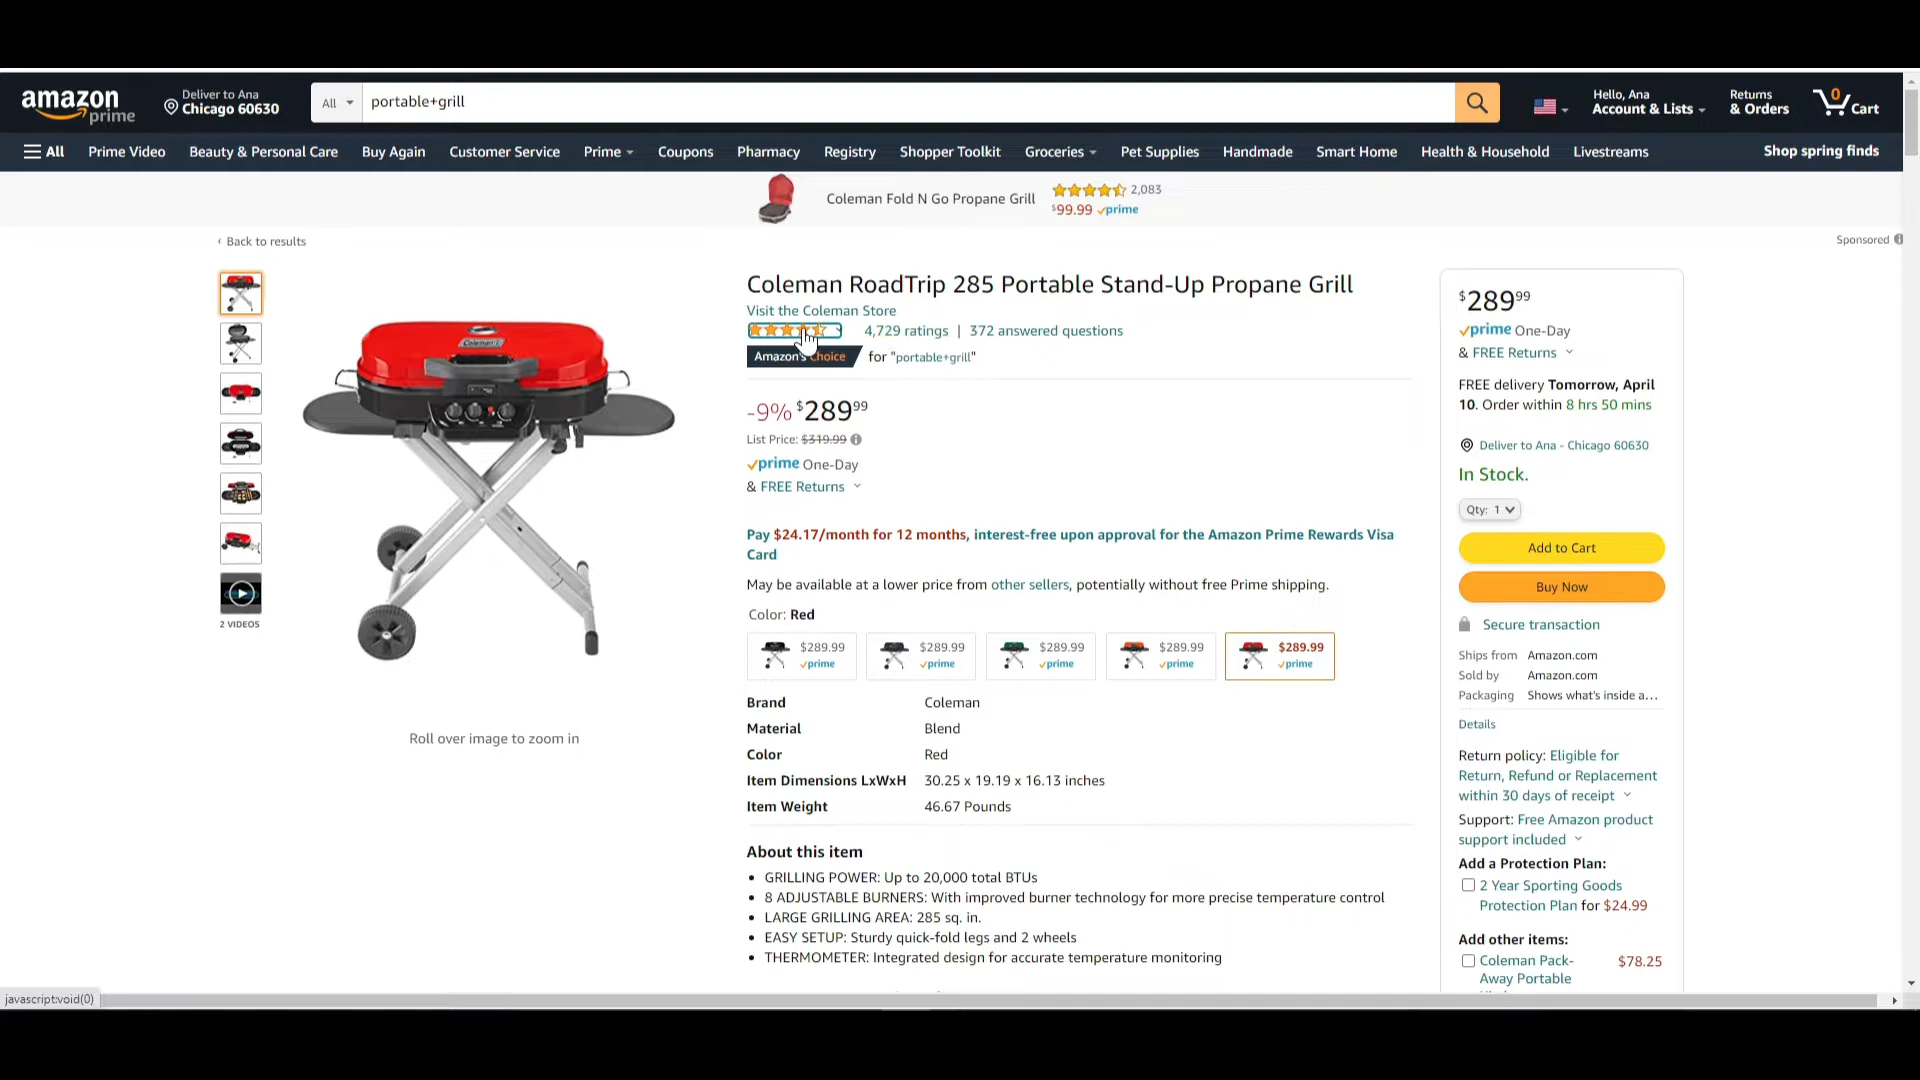 amazon
prime
Deliver to Ana
Chicago 60630
All
portable+grill
Hello, Ana
Account & Lists
Returns
& Orders
0
Cart
All
Prime Video
Beauty & Personal Care
Buy Again
Customer Service
Prime
Coupons
Pharmacy
Registry
Shopper Toolkit
Groceries
Pet Supplies
Handmade
Smart Home
Health & Household
Livestreams
Shop spring finds
Coleman Fold N Go Propane Grill
2,083
$99.99 prime
‹ Back to results
Sponsored
2 VIDEOS
Coleman
Roll over image to zoom in
Coleman RoadTrip 285 Portable Stand-Up Propane Grill
Visit the Coleman Store
4,729 ratings | 372 answered questions
Amazon's Choice for "portable+grill"
-9% $289 99
List Price: $319.99
prime One-Day
& FREE Returns
Pay $24.17/month for 12 months, interest-free upon approval for the Amazon Prime Rewards Visa
Card
May be available at a lower price from other sellers, potentially without free Prime shipping.
Color: Red
$289.99
prime
$289.99
prime
$289.99
prime
$289.99
prime
$289.99
prime
Brand Coleman
Material Blend
Color Red
Item Dimensions LxWxH 30.25 x 19.19 x 16.13 inches
Item Weight 46.67 Pounds
About this item
• GRILLING POWER: Up to 20,000 total BTUs
• 8 ADJUSTABLE BURNERS: With improved burner technology for more precise temperature control
• LARGE GRILLING AREA: 285 sq. in.
• EASY SETUP: Sturdy quick-fold legs and 2 wheels
• THERMOMETER: Integrated design for accurate temperature monitoring
$289 99
prime One-Day
& FREE Returns
FREE delivery Tomorrow, April
10. Order within 8 hrs 50 mins
Deliver to Ana - Chicago 60630
In Stock.
Qty: 1
Add to Cart
Buy Now
Secure transaction
Ships from Amazon.com
Sold by Amazon.com
Packaging Shows what's inside a...
Details
Return policy: Eligible for
Return, Refund or Replacement
within 30 days of receipt
Support: Free Amazon product
support included
Add a Protection Plan:
2 Year Sporting Goods
Protection Plan for $24.99
Add other items:
Coleman Pack- $78.25
Away Portable
javascript:void(0)